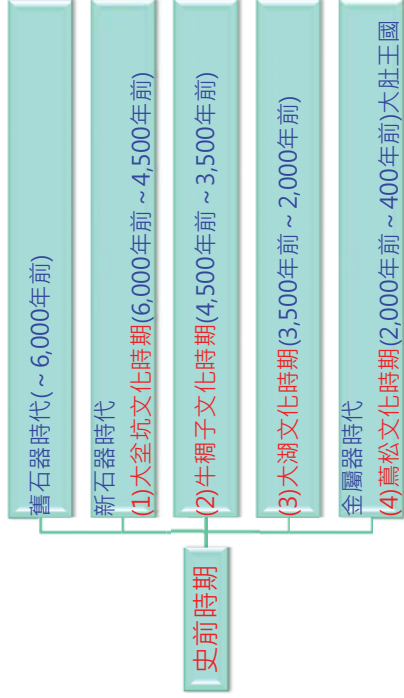 史前時期
舊石器時代(~6,000年前)
新石器時代
(1)大坌坑文化時期(6,000年前~4,500年前)
(2)牛稠子文化時期(4,500年前~3,500年前)
(3)大湖文化時期(3,500年前~2,000年前)
金屬器時代
(4)蔦松文化時期(2,000年前~400年前)大肚王國